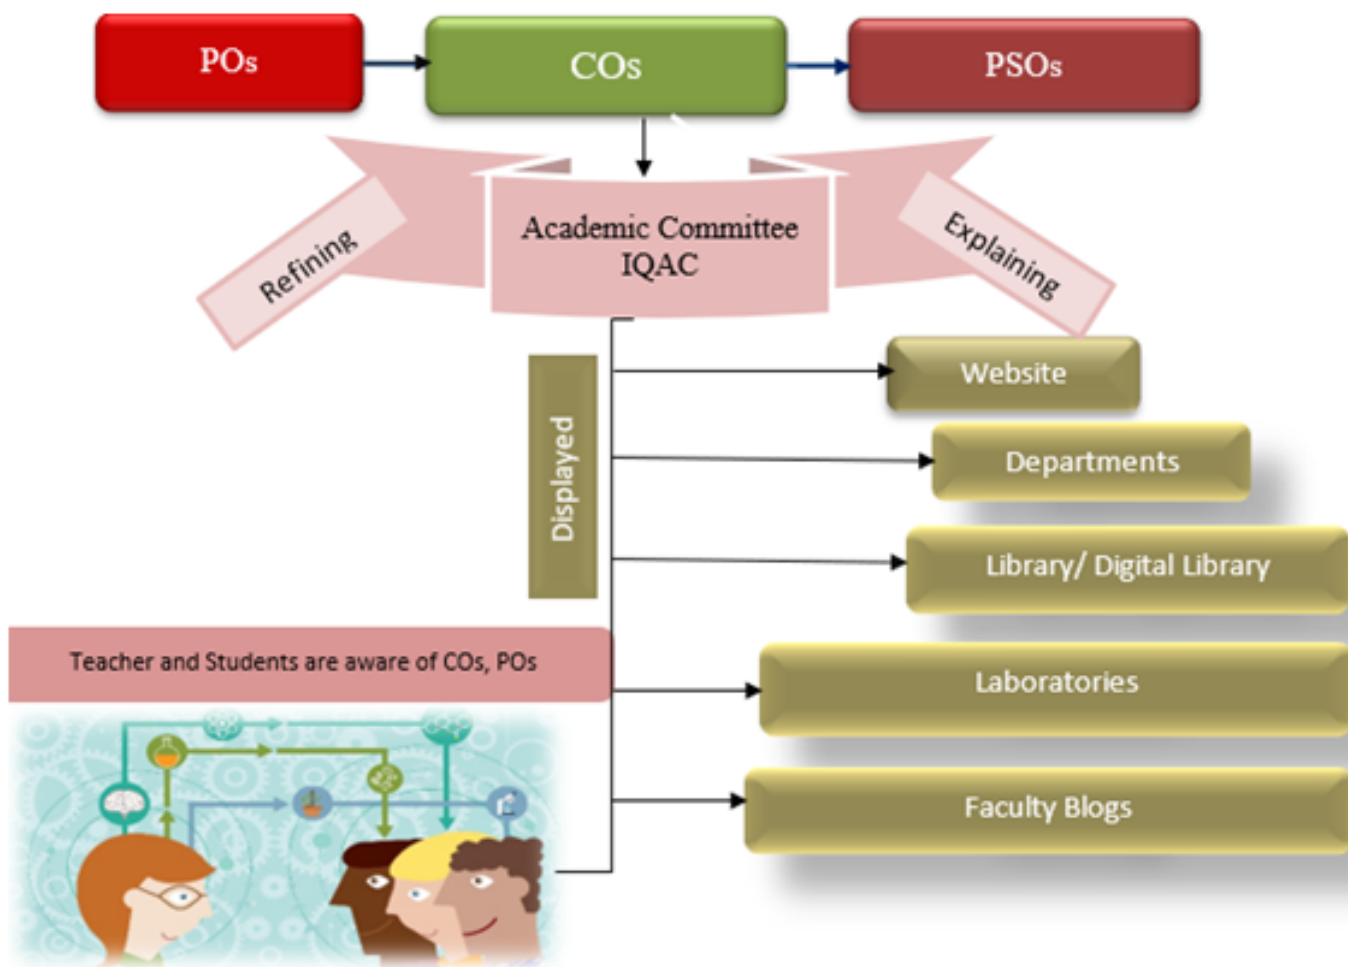 POs
COs
PSOs
Refining
Academic Committee
IQAC
Explaining
Displayed
Website
Departments
Library/ Digital Library
Teacher and Students are aware of COs, POs
Laboratories
Faculty Blogs